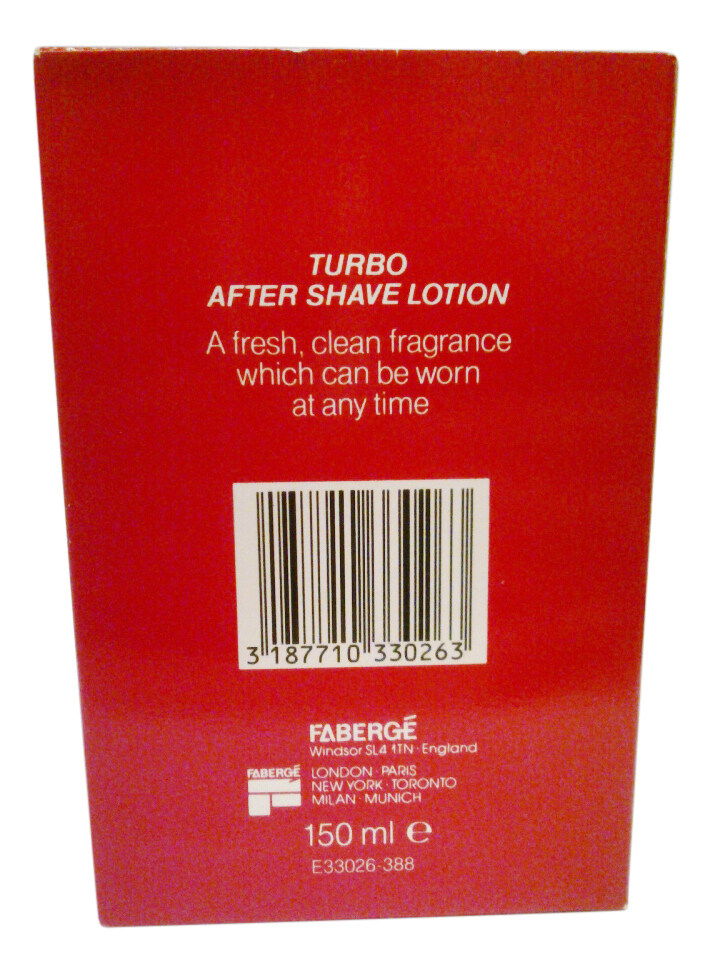 TURBO
AFTER SHAVE LOTION
A fresh, clean fragrance
which can be worn
at any time
3 187710 330263
FABERGÉ
Windsor SL4 1TN · England
FABERGÉ
LONDON · PARIS
NEW YORK · TORONTO
MILAN · MUNICH
150 ml ℮
E33026-388